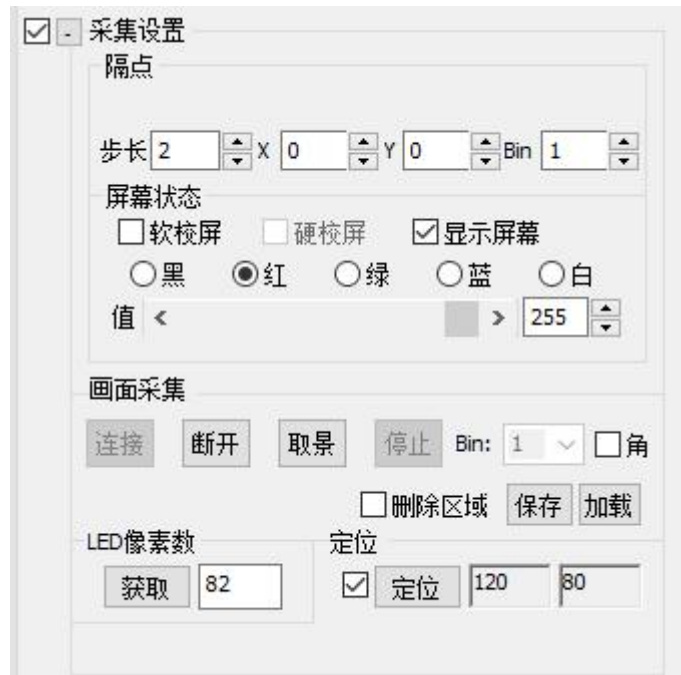 采集设置
隔点
步长 2 X 0 Y 0 Bin 1
屏幕状态
软校屏 硬校屏 显示屏幕
黑 红 绿 蓝 白
值 < > 255
画面采集
连接 断开 取景 停止 Bin: 1 角
删除区域 保存 加载
LED像素数 定位
获取 82 定位 120 80